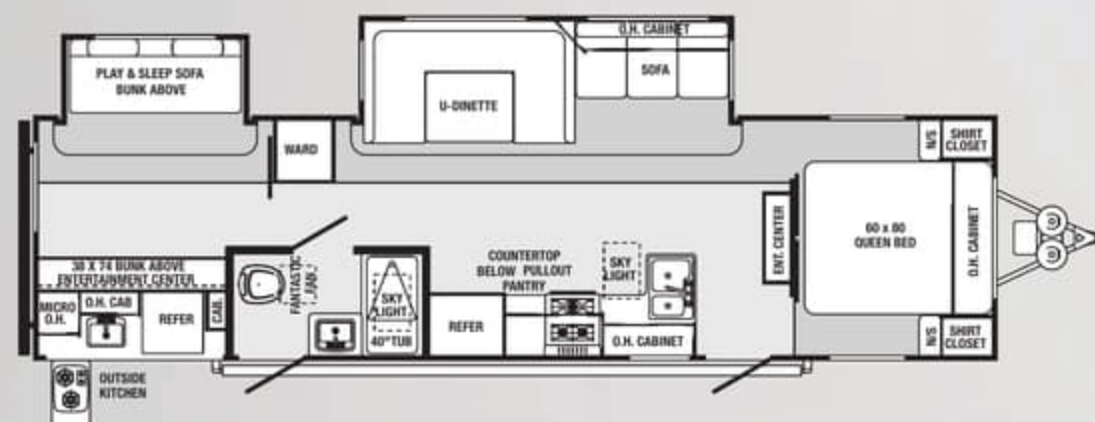 PLAY & SLEEP SOFA
BUNK ABOVE
O.H. CABINET
SOFA
U-DINETTE
WARD
N/S
SHIRT
CLOSET
ENT. CENTER
60 x 80
QUEEN BED
O.H. CABINET
38 X 74 BUNK ABOVE
ENTERTAINMENT CENTER
MICRO
O.H.
O.H. CAB
REFER
CAB.
FANTASTIC
FAN
SKY
LIGHT
40" TUB
COUNTERTOP
BELOW PULLOUT
PANTRY
SKY
LIGHT
REFER
O.H. CABINET
N/S
SHIRT
CLOSET
OUTSIDE
KITCHEN